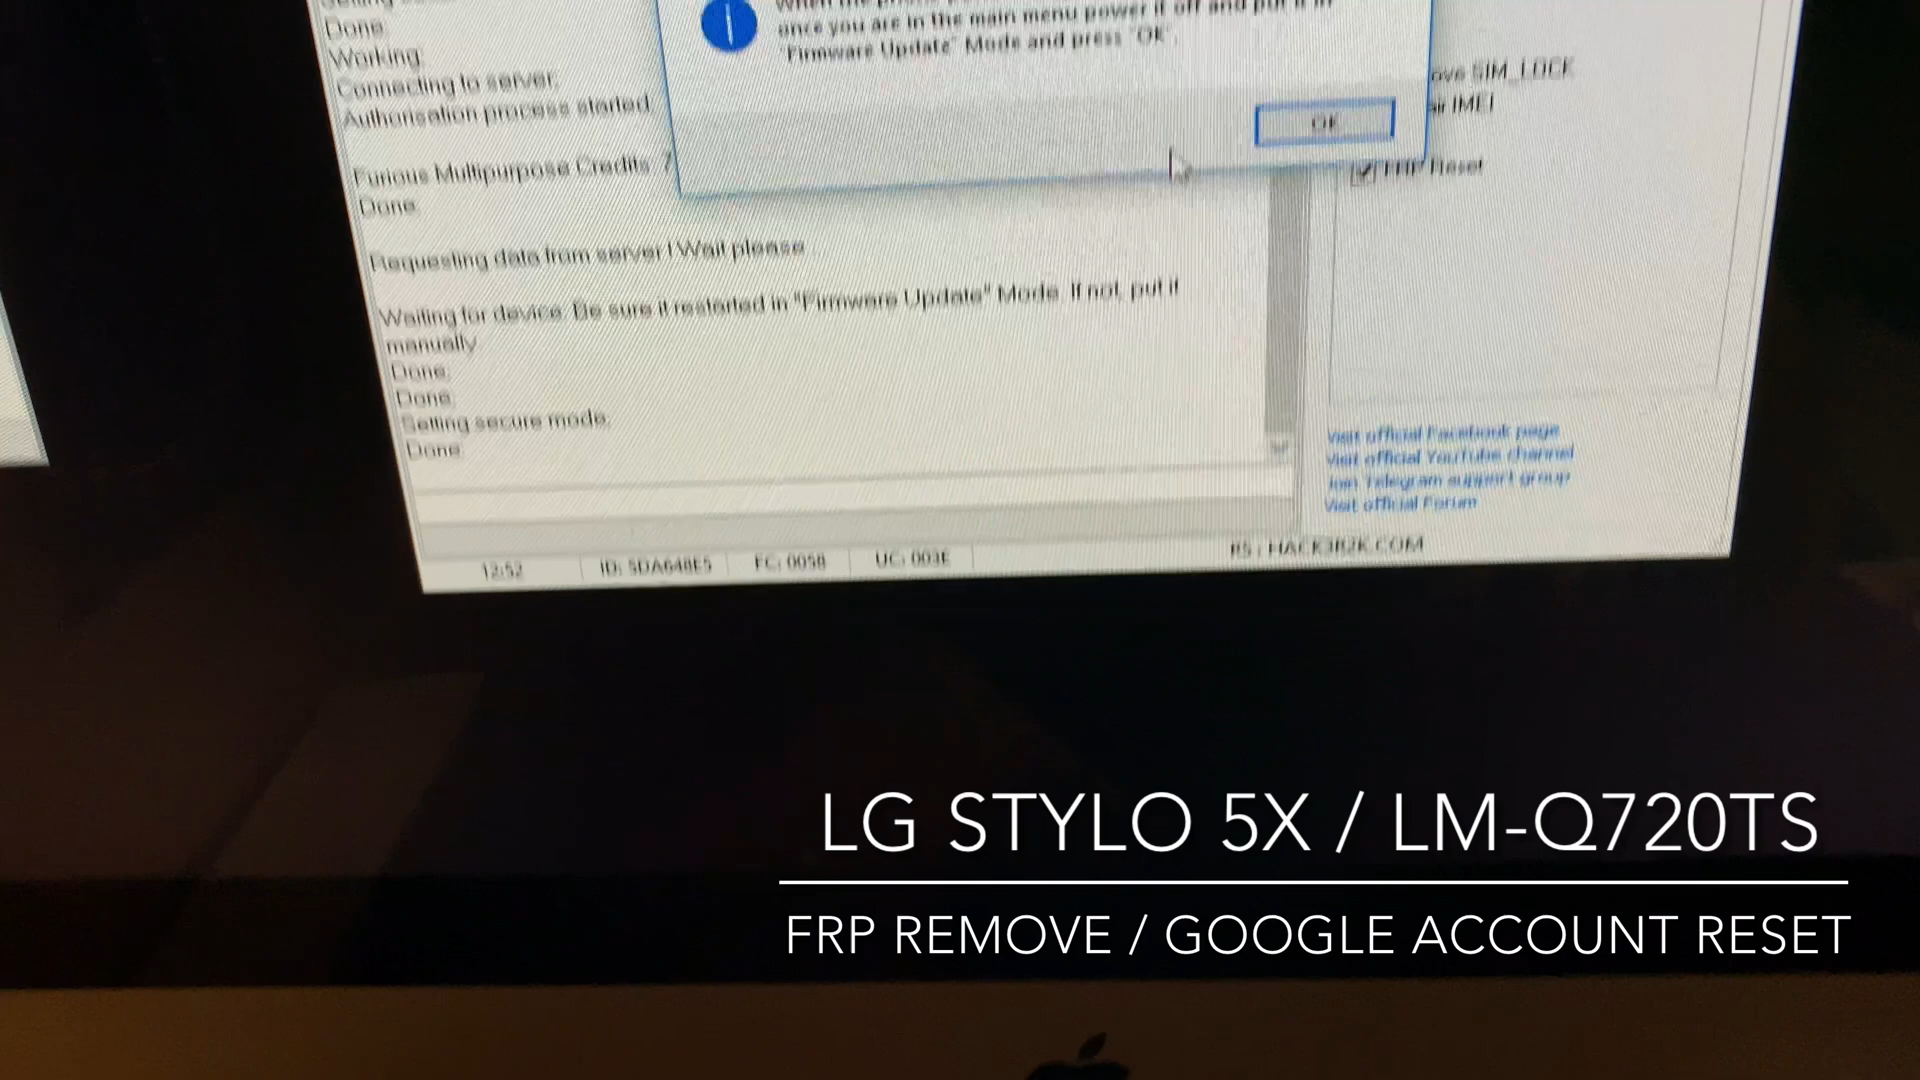 Done.
Working:
Connecting to server:
Authorisation process started.
Furious Multipurpose Credits: 7
Done.
Requesting data from server ! Wait please
Waiting for device. Be sure it restarted in "Firmware Update" Mode. If not, put it
manually
Done;
Done;
Setting secure mode;
Done.
once you are in the main menu power it off and put it in
"Firmware Update" Mode and press "OK".
OK
ove SIM_LOCK
ir IMEI
FRP Reset
Visit official Facebook page
Visit official YouTube channel
Join Telegram support group
Visit official Forum
12:52
ID: 5DA648E5
FC: 0058
UC: 003E
RS : HACK3R2K.COM
LG STYLO 5X / LM-Q720TS
FRP REMOVE / GOOGLE ACCOUNT RESET